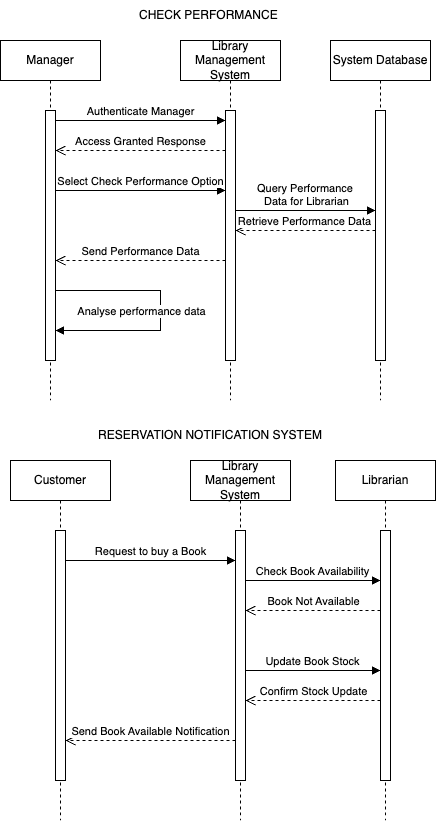 CHECK PERFORMANCE
Manager
Library
Management
System
System Database
Authenticate Manager
Access Granted Response
Select Check Performance Option
Query Performance
Data for Librarian
Retrieve Performance Data
Send Performance Data
Analyse performance data
RESERVATION NOTIFICATION SYSTEM
Customer
Library
Management
System
Librarian
Request to buy a Book
Check Book Availability
Book Not Available
Update Book Stock
Confirm Stock Update
Send Book Available Notification